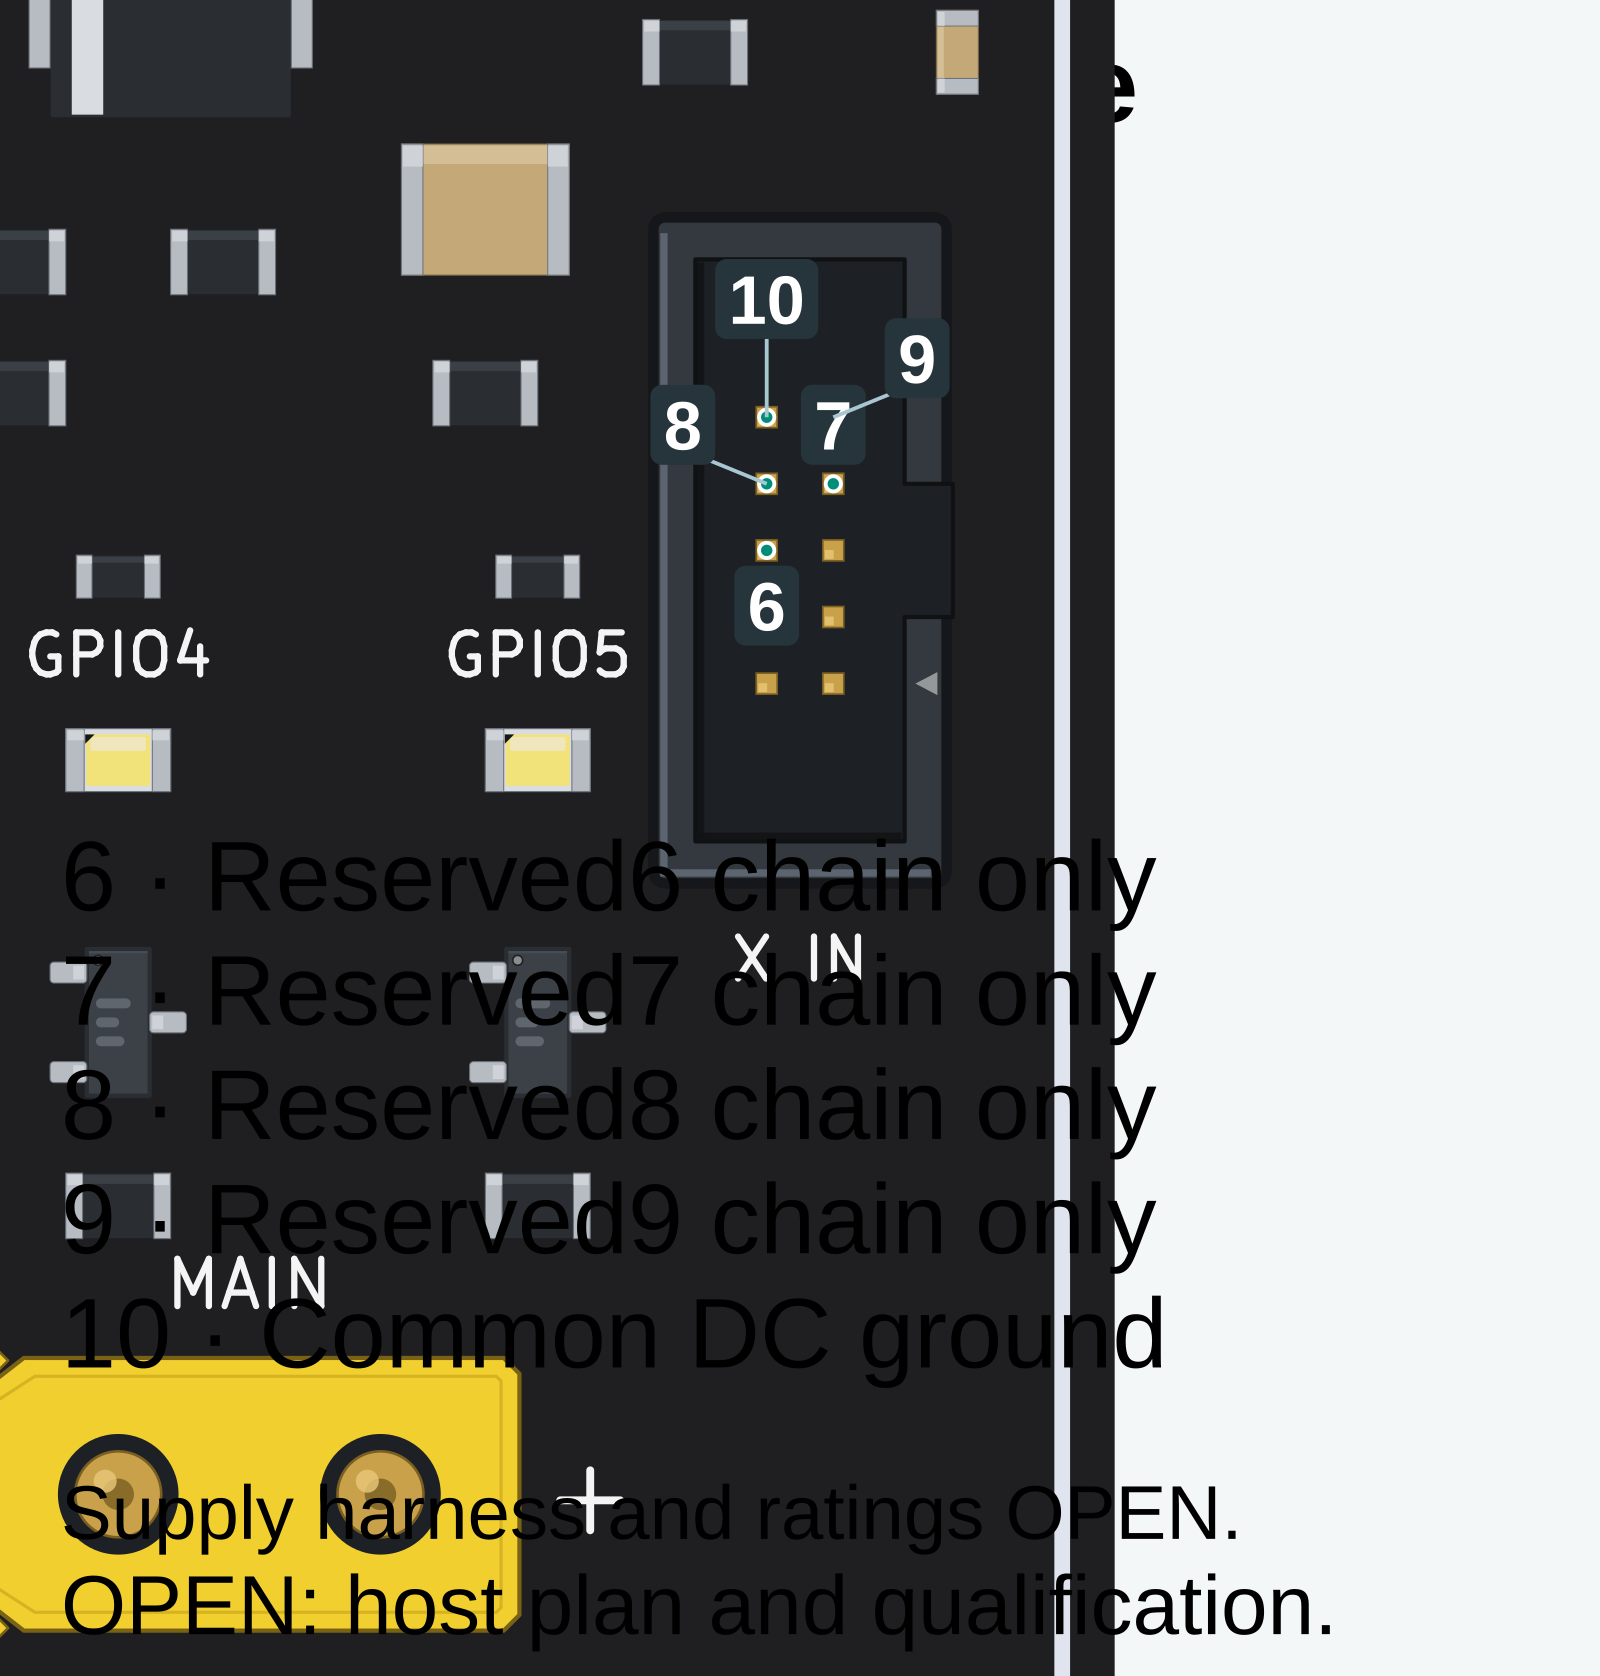 e
10
9
8
7
6
GPIO4
GPIO5
6 · Reserved6 chain only
X IN
7 · Reserved7 chain only
8 · Reserved8 chain only
9 · Reserved9 chain only
MAIN
10 · Common DC ground
+
Supply harness and ratings OPEN.
OPEN: host plan and qualification.